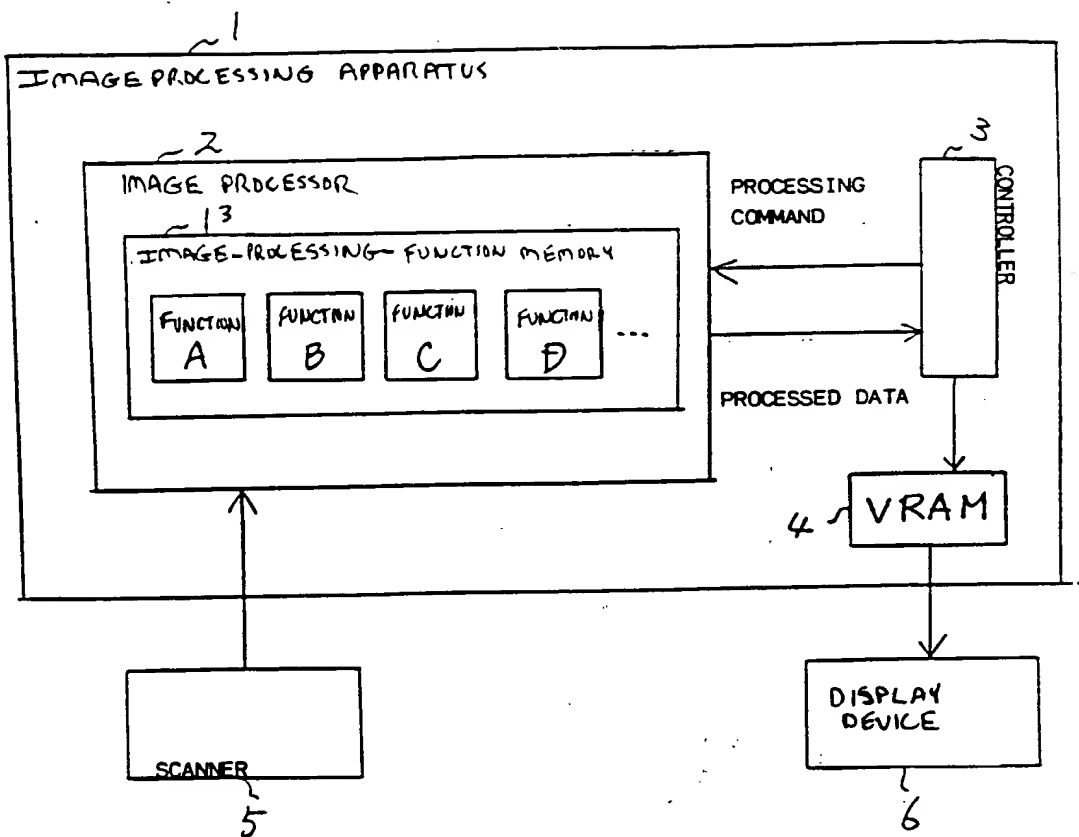 1
IMAGE PROCESSING APPARATUS
2
IMAGE PROCESSOR
13
IMAGE-PROCESSING-FUNCTION MEMORY
FUNCTION
A
FUNCTION
B
FUNCTION
C
FUNCTION
D
...
PROCESSING
COMMAND
PROCESSED DATA
3
CONTROLLER
4
VRAM
SCANNER
5
DISPLAY
DEVICE
6